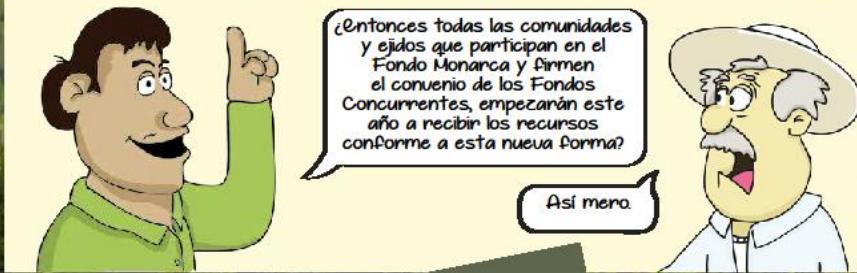 ¿Entonces todas las comunidades
y ejidos que participan en el
Fondo Monarca y firmen
el convenio de los Fondos
Concurrentes, empezarán este
año a recibir los recursos
conforme a esta nueva forma?
Así mero.